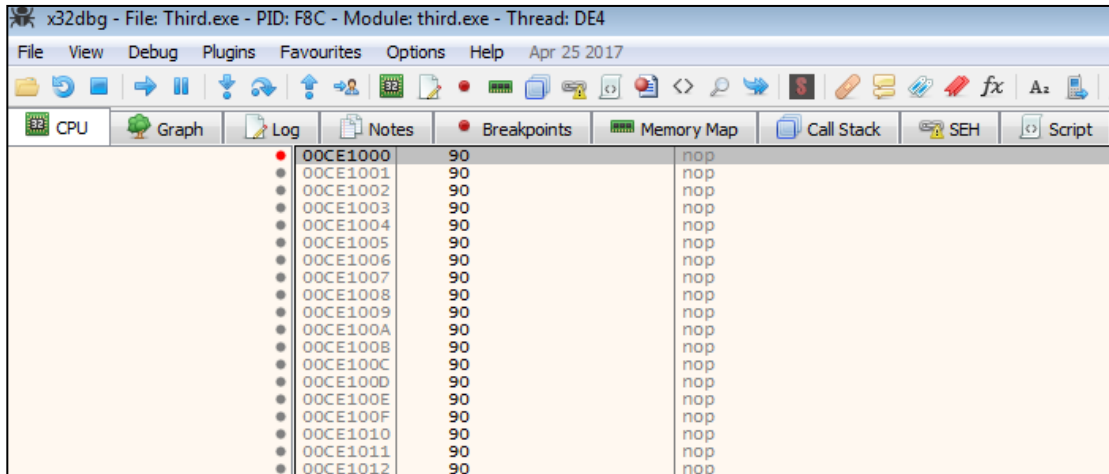 x32dbg - File: Third.exe - PID: F8C - Module: third.exe - Thread: DE4
File View Debug Plugins Favourites Options Help Apr 25 2017
32 S fx Az
32 CPU Graph Log Notes Breakpoints Memory Map Call Stack SEH Script
00CE1000 90 nop
00CE1001 90 nop
00CE1002 90 nop
00CE1003 90 nop
00CE1004 90 nop
00CE1005 90 nop
00CE1006 90 nop
00CE1007 90 nop
00CE1008 90 nop
00CE1009 90 nop
00CE100A 90 nop
00CE100B 90 nop
00CE100C 90 nop
00CE100D 90 nop
00CE100E 90 nop
00CE100F 90 nop
00CE1010 90 nop
00CE1011 90 nop
00CE1012 90 nop